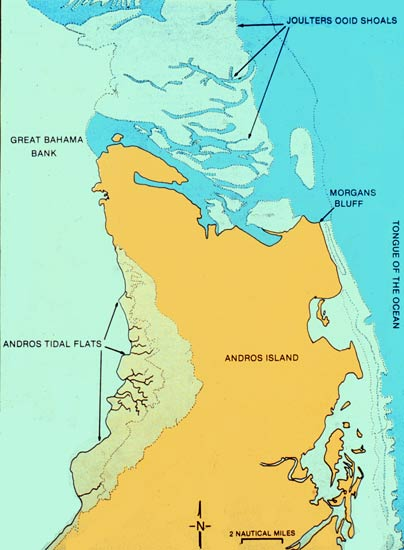 JOULTERS OOID SHOALS
GREAT BAHAMA
BANK
MORGANS
BLUFF
TONGUE OF THE OCEAN
ANDROS TIDAL FLATS
ANDROS ISLAND
N
2 NAUTICAL MILES